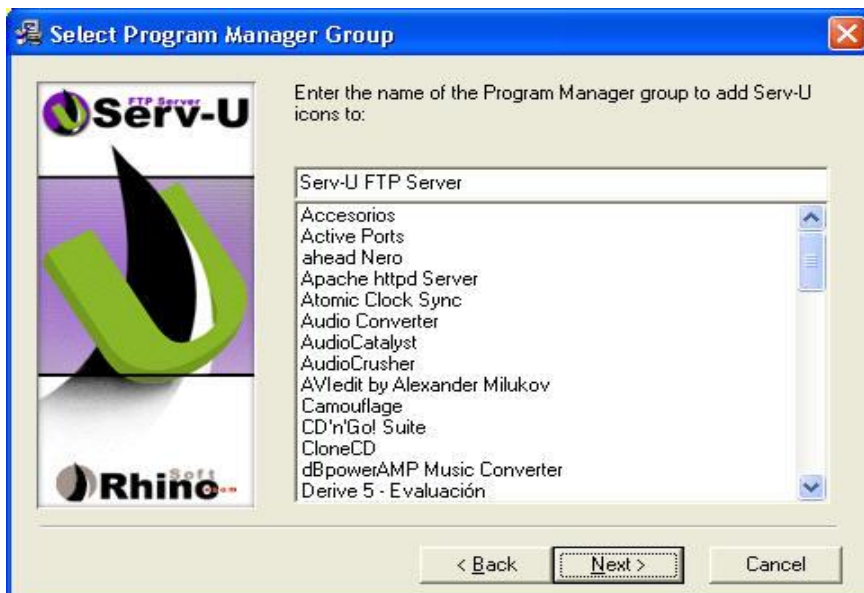 Select Program Manager Group
FTP Server
Serv-U
Enter the name of the Program Manager group to add Serv-U
icons to:
Serv-U FTP Server
Accesorios
Active Ports
ahead Nero
Apache httpd Server
Atomic Clock Sync
Audio Converter
AudioCatalyst
AudioCrusher
AVIedit by Alexander Milukov
Camouflage
CD'n'Go! Suite
CloneCD
dBpowerAMP Music Converter
Derive 5 - Evaluación
RhinoSoft.com
< Back
Next >
Cancel